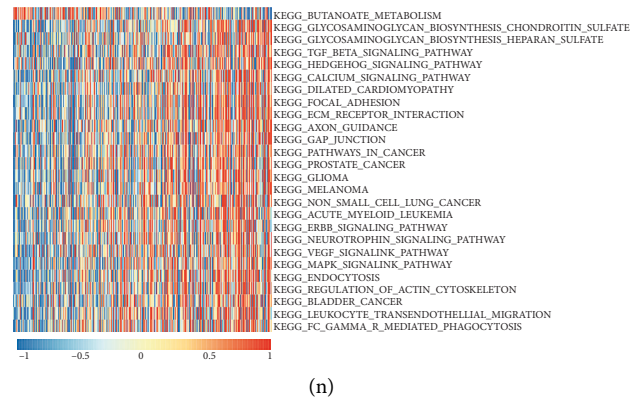 KEGG_BUTANOATE_METABOLISM
KEGG_GLYCOSAMINOGLYCAN_BIOSYNTHESIS_CHONDROITIN_SULFATE
KEGG_GLYCOSAMINOGLYCAN_BIOSYNTHESIS_HEPARAN_SULFATE
KEGG_TGF_BETA_SIGNALING_PATHWAY
KEGG_HEDGEHOG_SIGNALING_PATHWAY
KEGG_CALCIUM_SIGNALING_PATHWAY
KEGG_DILATED_CARDIOMYOPATHY
KEGG_FOCAL_ADHESION
KEGG_ECM_RECEPTOR_INTERACTION
KEGG_AXON_GUIDANCE
KEGG_GAP_JUNCTION
KEGG_PATHWAYS_IN_CANCER
KEGG_PROSTATE_CANCER
KEGG_GLIOMA
KEGG_MELANOMA
KEGG_NON_SMALL_CELL_LUNG_CANCER
KEGG_ACUTE_MYELOID_LEUKEMIA
KEGG_ERBB_SIGNALING_PATHWAY
KEGG_NEUROTROPHIN_SIGNALING_PATHWAY
KEGG_VEGF_SIGNALINK_PATHWAY
KEGG_MAPK_SIGNALINK_PATHWAY
KEGG_ENDOCYTOSIS
KEGG_REGULATION_OF_ACTIN_CYTOSKELETON
KEGG_BLADDER_CANCER
KEGG_LEUKOCYTE_TRANSENDOTHELLIAL_MIGRATION
KEGG_FC_GAMMA_R_MEDIATED_PHAGOCYTOSIS
−1 −0.5 0 0.5 1
(n)